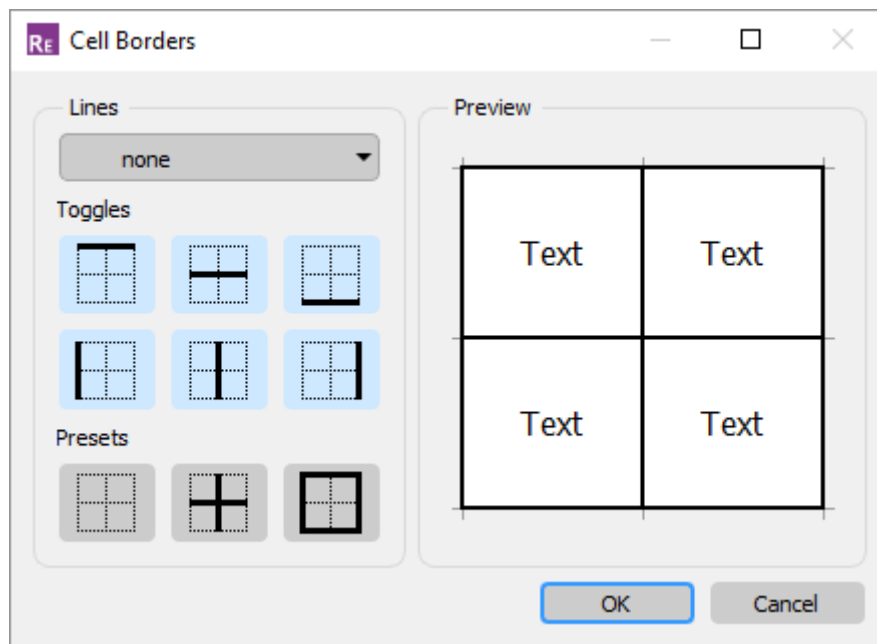 RE Cell Borders
Lines
none
Toggles
Presets
Preview
Text Text
Text Text
OK Cancel